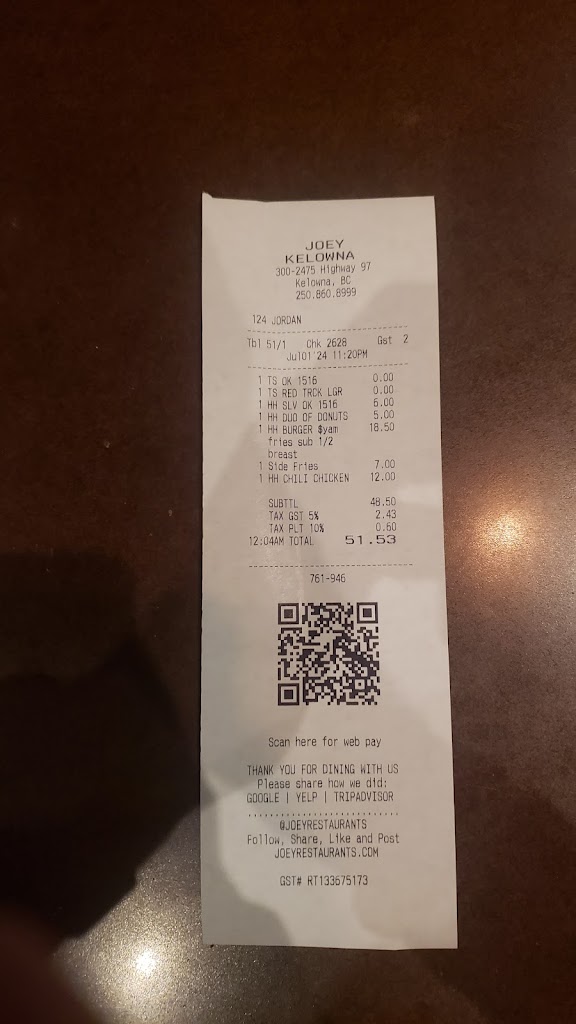 JOEY
KELOWNA
300-2475 Highway 97
Kelowna, BC
250.860.8999
124 JORDAN
Tbl 51/1 Chk 2628 Gst 2
Jul01'24 11:20PM
1 TS OK 1516 0.00
1 TS RED TRCK LGR 0.00
1 HH SLV OK 1516 6.00
1 HH DUO OF DONUTS 5.00
1 HH BURGER $yam 18.50
fries sub 1/2
breast
1 Side Fries 7.00
1 HH CHILI CHICKEN 12.00
SUBTTL 48.50
TAX GST 5% 2.43
TAX PLT 10% 0.60
12:04AM TOTAL 51.53
761-946
Scan here for web pay
THANK YOU FOR DINING WITH US
Please share how we did:
GOOGLE | YELP | TRIPADVISOR
@JOEYRESTAURANTS
Follow, Share, Like and Post
JOEYRESTAURANTS.COM
GST# RT133675173